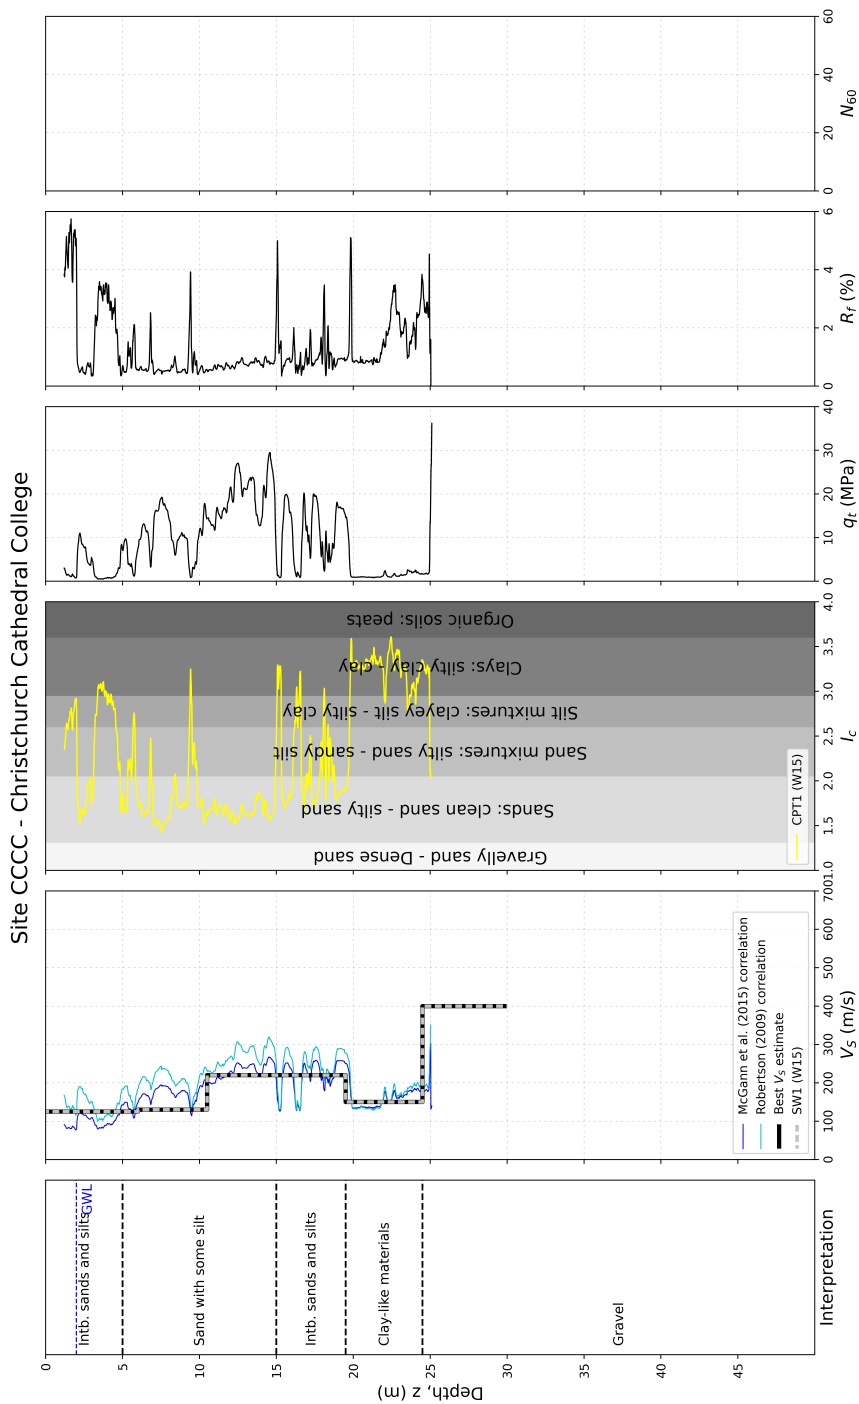 Site CCCC - Christchurch Cathedral College
Depth, z (m)
0
5
10
15
20
25
30
35
40
45
GWL
Intb. sands and silts
Sand with some silt
Intb. sands and silts
Clay-like materials
Gravel
Interpretation
McGann et al. (2015) correlation
Robertson (2009) correlation
Best V_S estimate
SW1 (W15)
0
100
200
300
400
500
600
700
V_S (m/s)
Gravelly sand - Dense sand
Sands: clean sand - silty sand
Sand mixtures: silty sand - sandy silt
Silt mixtures: clayey silt - silty clay
Clays: silty clay - clay
Organic soils: peats
CPT1 (W15)
1.0
1.5
2.0
2.5
3.0
3.5
4.0
I_c
0
10
20
30
40
q_t (MPa)
0
2
4
6
R_f (%)
0
20
40
60
N_60